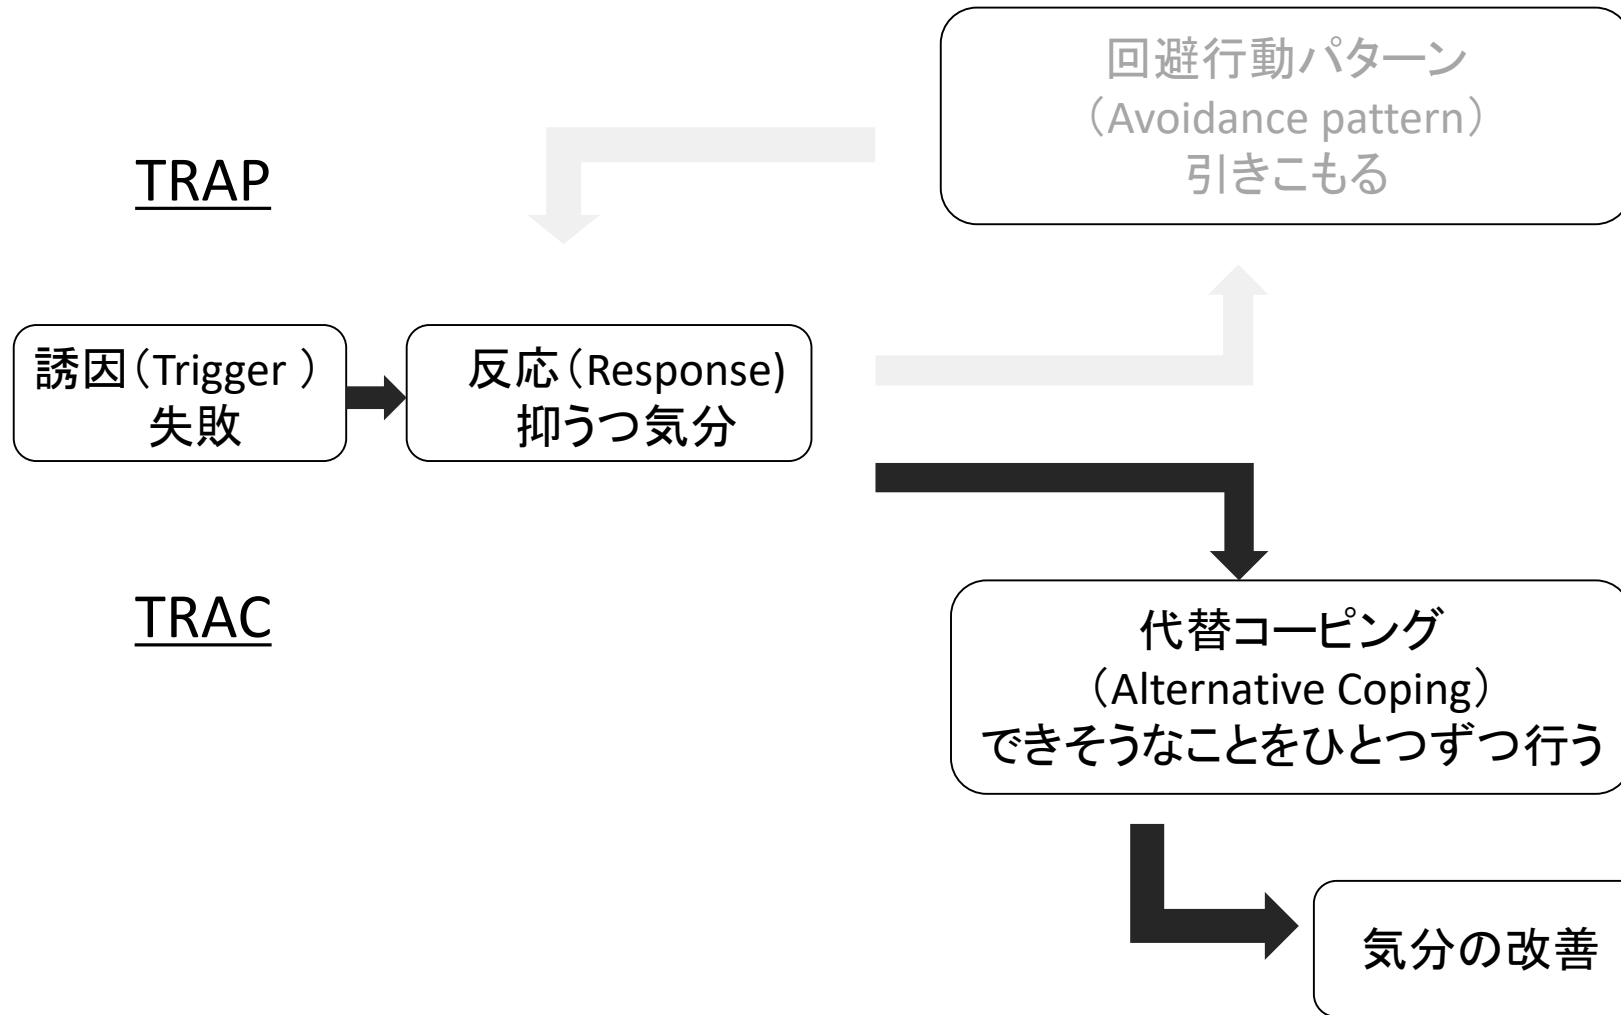 回避行動パターン
（Avoidance pattern）
引きこもる
TRAP
誘因（Trigger ）
失敗
反応（Response)
抑うつ気分
TRAC
代替コーピング
（Alternative Coping）
できそうなことをひとつずつ行う
気分の改善